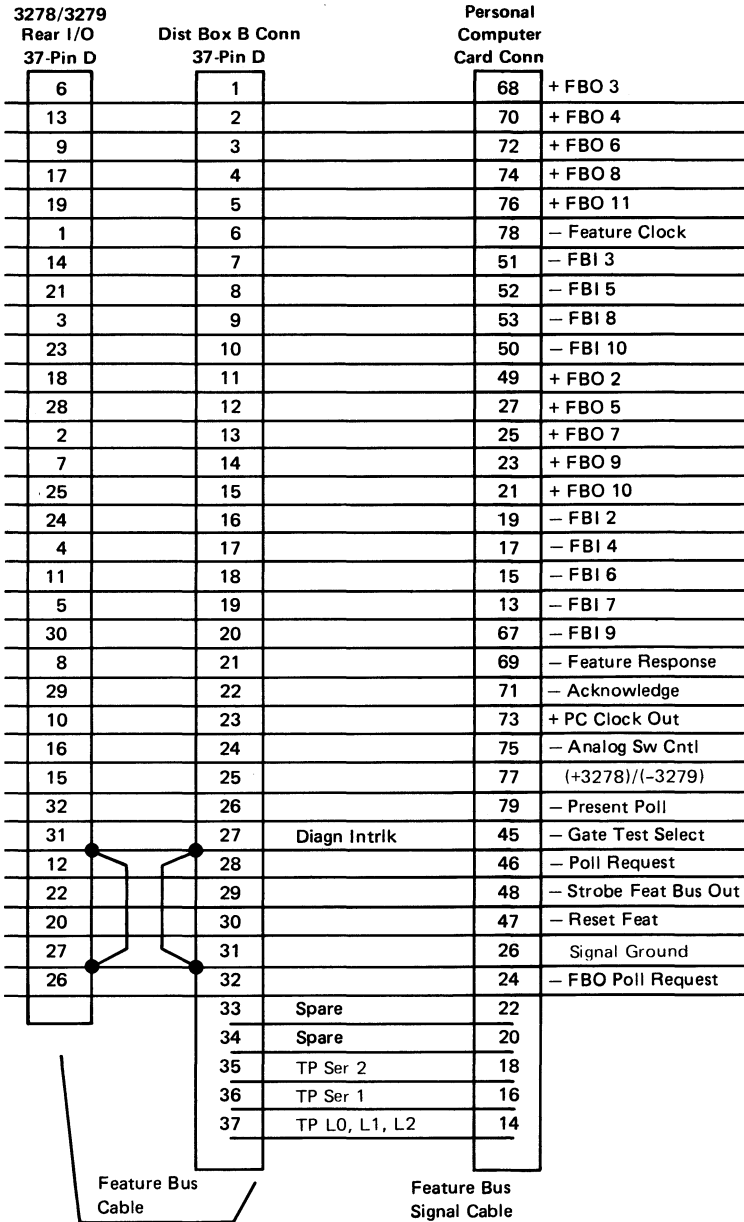 3278/3279 Personal
Rear I/O Dist Box B Conn Computer
37-Pin D 37-Pin D Card Conn
6 1 68 + FBO 3
13 2 70 + FBO 4
9 3 72 + FBO 6
17 4 74 + FBO 8
19 5 76 + FBO 11
1 6 78 – Feature Clock
14 7 51 – FBI 3
21 8 52 – FBI 5
3 9 53 – FBI 8
23 10 50 – FBI 10
18 11 49 + FBO 2
28 12 27 + FBO 5
2 13 25 + FBO 7
7 14 23 + FBO 9
25 15 21 + FBO 10
24 16 19 – FBI 2
4 17 17 – FBI 4
11 18 15 – FBI 6
5 19 13 – FBI 7
30 20 67 – FBI 9
8 21 69 – Feature Response
29 22 71 – Acknowledge
10 23 73 + PC Clock Out
16 24 75 – Analog Sw Cntl
15 25 77 (+3278)/(–3279)
32 26 79 – Present Poll
31 27 Diagn Intrlk 45 – Gate Test Select
12 28 46 – Poll Request
22 29 48 – Strobe Feat Bus Out
20 30 47 – Reset Feat
27 31 26 Signal Ground
26 32 24 – FBO Poll Request
33 Spare 22
34 Spare 20
35 TP Ser 2 18
36 TP Ser 1 16
37 TP L0, L1, L2 14
Feature Bus Feature Bus
Cable Signal Cable